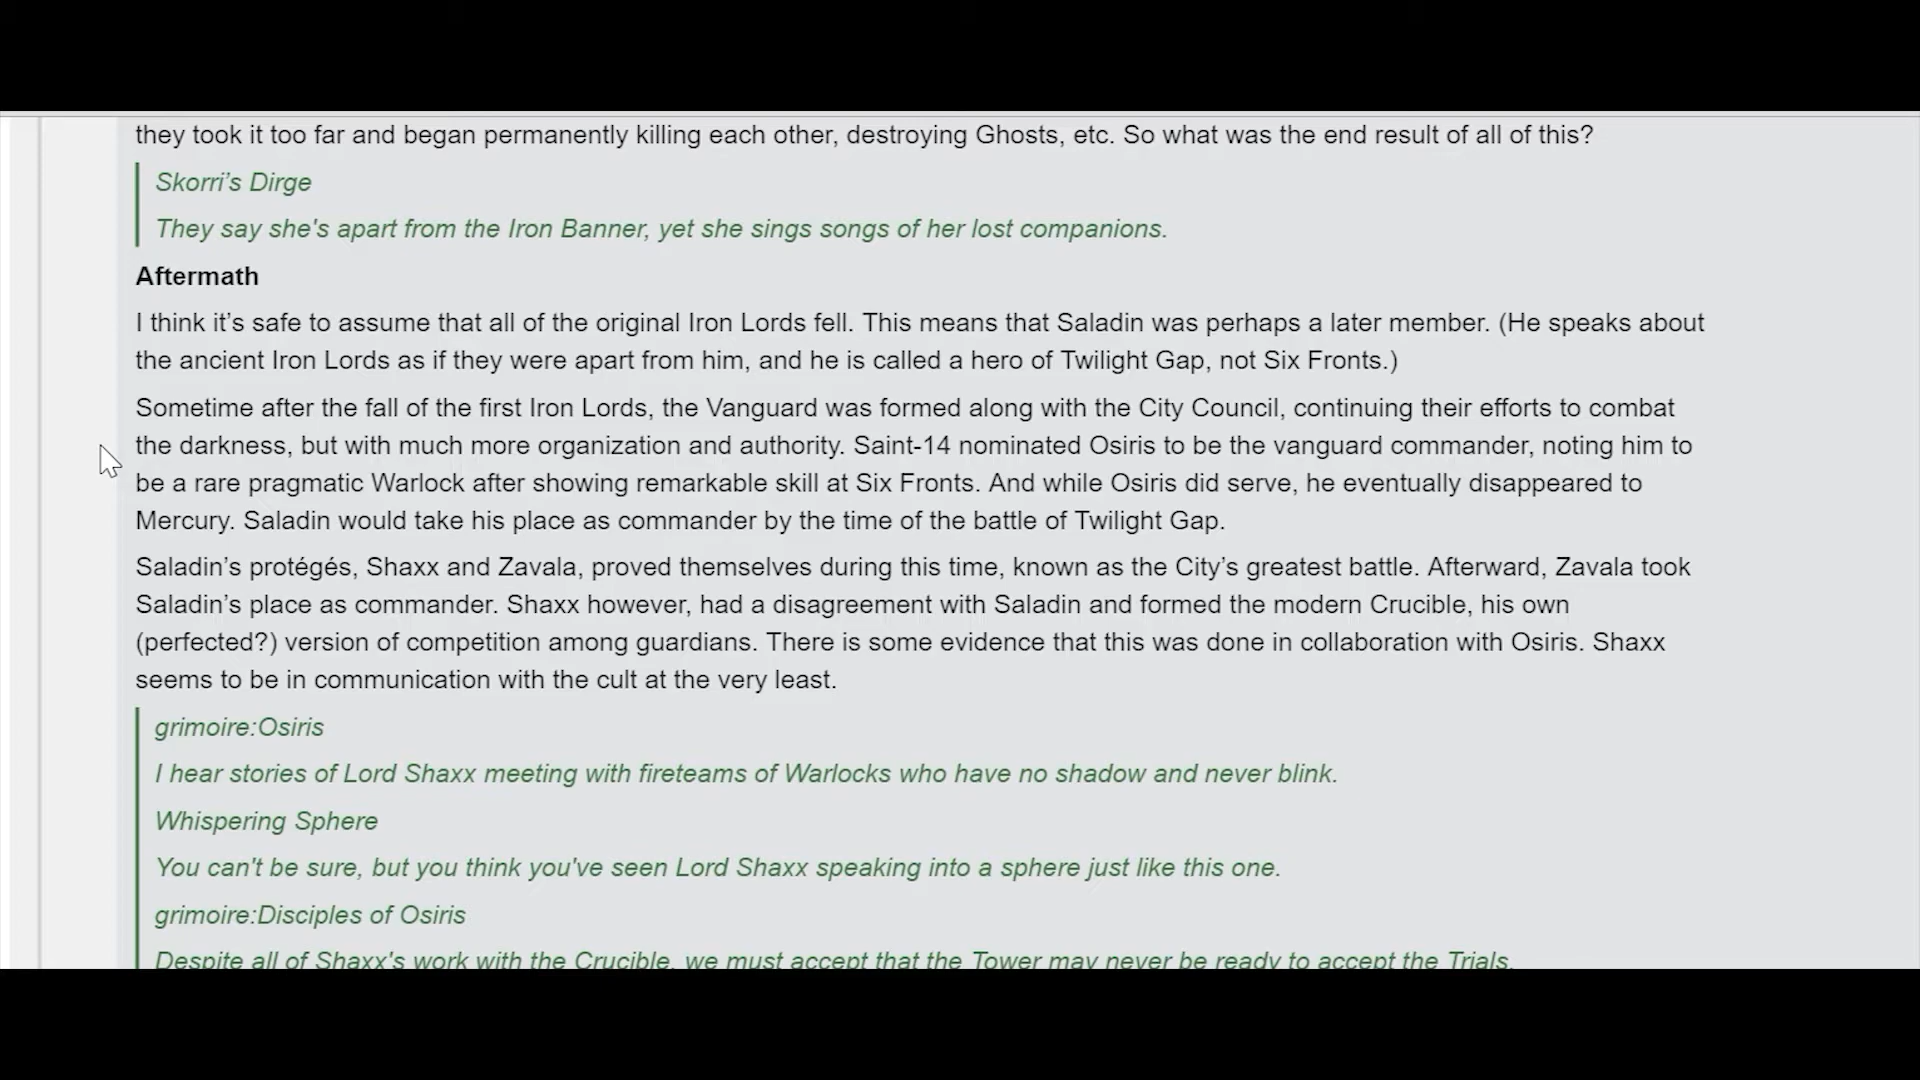 they took it too far and began permanently killing each other, destroying Ghosts, etc. So what was the end result of all of this?
Skorri’s Dirge
They say she's apart from the Iron Banner, yet she sings songs of her lost companions.
Aftermath
I think it’s safe to assume that all of the original Iron Lords fell. This means that Saladin was perhaps a later member. (He speaks about
the ancient Iron Lords as if they were apart from him, and he is called a hero of Twilight Gap, not Six Fronts.)
Sometime after the fall of the first Iron Lords, the Vanguard was formed along with the City Council, continuing their efforts to combat
the darkness, but with much more organization and authority. Saint-14 nominated Osiris to be the vanguard commander, noting him to
be a rare pragmatic Warlock after showing remarkable skill at Six Fronts. And while Osiris did serve, he eventually disappeared to
Mercury. Saladin would take his place as commander by the time of the battle of Twilight Gap.
Saladin’s protégés, Shaxx and Zavala, proved themselves during this time, known as the City’s greatest battle. Afterward, Zavala took
Saladin’s place as commander. Shaxx however, had a disagreement with Saladin and formed the modern Crucible, his own
(perfected?) version of competition among guardians. There is some evidence that this was done in collaboration with Osiris. Shaxx
seems to be in communication with the cult at the very least.
grimoire:Osiris
I hear stories of Lord Shaxx meeting with fireteams of Warlocks who have no shadow and never blink.
Whispering Sphere
You can't be sure, but you think you've seen Lord Shaxx speaking into a sphere just like this one.
grimoire:Disciples of Osiris
Despite all of Shaxx's work with the Crucible, we must accept that the Tower may never be ready to accept the Trials.